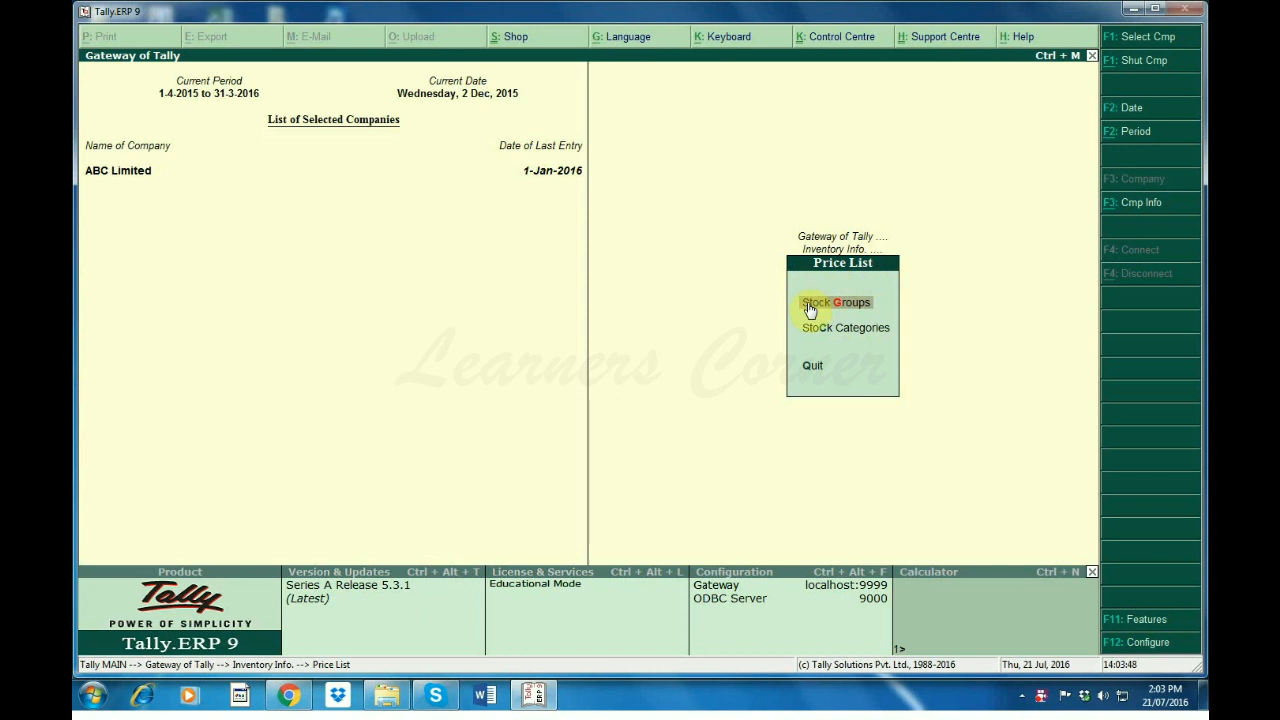 Tally.ERP 9
P: Print
E: Export
M: E-Mail
O: Upload
S: Shop
G: Language
K: Keyboard
K: Control Centre
H: Support Centre
H: Help
F1: Select Cmp
F1: Shut Cmp
F2: Date
F2: Period
F3: Company
F3: Cmp Info
F4: Connect
F4: Disconnect
F11: Features
F12: Configure
Gateway of Tally
Ctrl + M
Current Period
1-4-2015 to 31-3-2016
Current Date
Wednesday, 2 Dec, 2015
List of Selected Companies
Name of Company
Date of Last Entry
ABC Limited
1-Jan-2016
Gateway of Tally ....
Inventory Info. ....
Price List
Stock Groups
StoCk Categories
Quit
Learners Corner
Product
Tally
POWER OF SIMPLICITY
Tally.ERP 9
Version & Updates Ctrl + Alt + T
Series A Release 5.3.1
(Latest)
License & Services Ctrl + Alt + L
Educational Mode
Configuration Ctrl + Alt + F
Gateway localhost:9999
ODBC Server 9000
Calculator Ctrl + N
1>
Tally MAIN --> Gateway of Tally --> Inventory Info. --> Price List
(c) Tally Solutions Pvt. Ltd., 1988-2016
Thu, 21 Jul, 2016
14:03:48
2:03 PM
21/07/2016